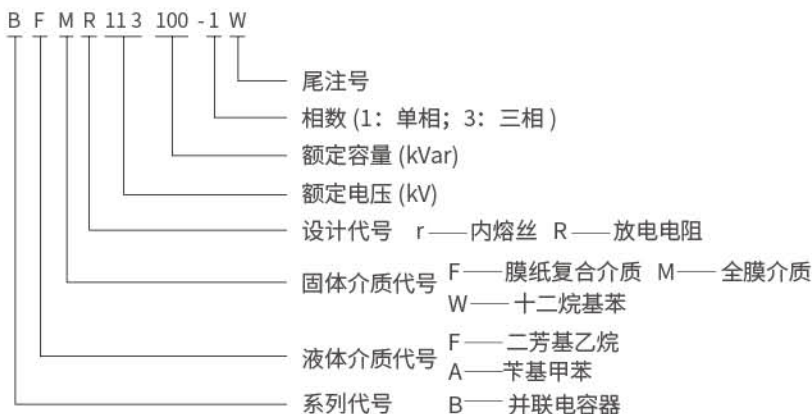 B F M R 113 100 -1 W
尾注号
相数 (1：单相；3：三相 )
额定容量 (kVar)
额定电压 (kV)
设计代号 r——内熔丝 R——放电电阻
固体介质代号 F——膜纸复合介质 M——全膜介质
W——十二烷基苯
液体介质代号 F——二芳基乙烷
A——苄基甲苯
系列代号 B——并联电容器